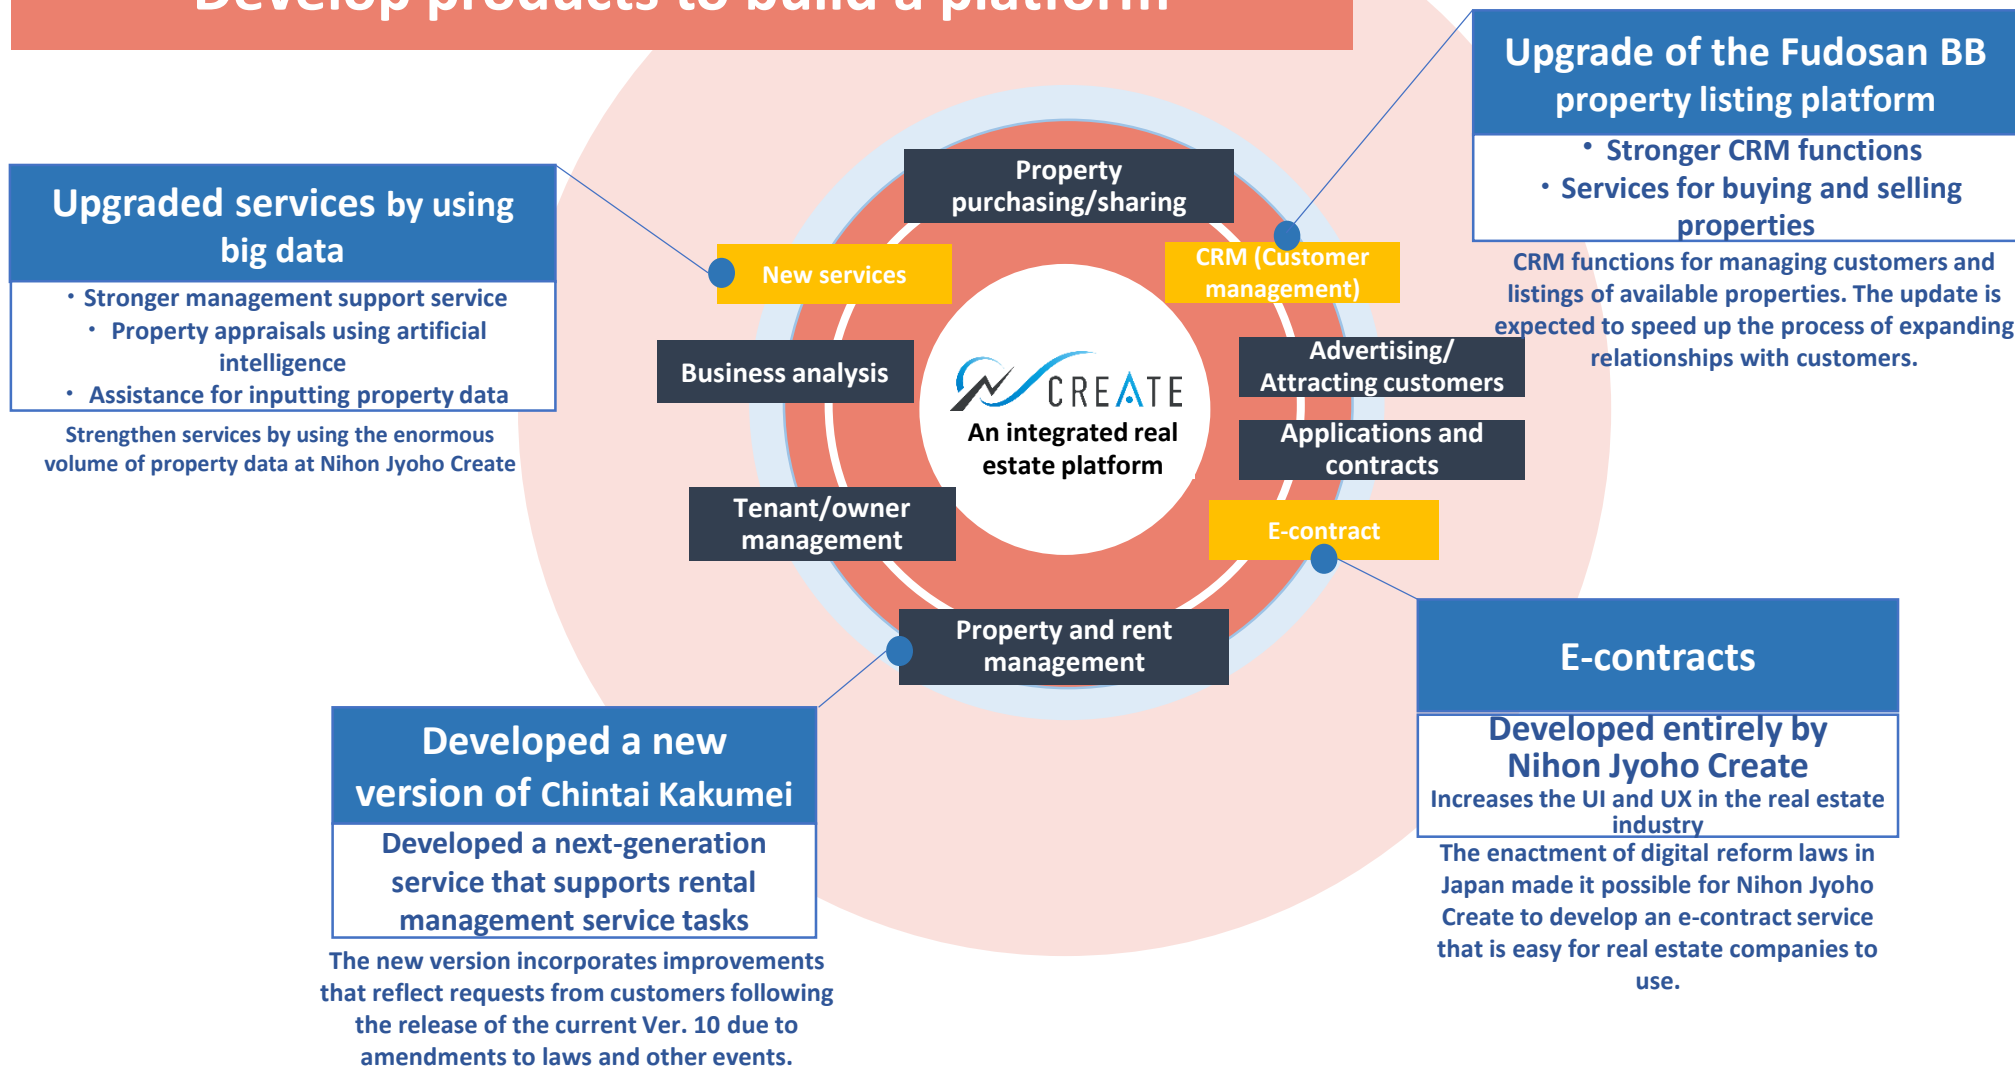 Develop products to build a platform
Upgrade of the Fudosan BB
property listing platform
・ Stronger CRM functions
・ Services for buying and selling
properties
CRM functions for managing customers and
listings of available properties. The update is
expected to speed up the process of expanding
relationships with customers.
Upgraded services by using
big data
・ Stronger management support service
・ Property appraisals using artificial
intelligence
・ Assistance for inputting property data
Strengthen services by using the enormous
volume of property data at Nihon Jyoho Create
Property
purchasing/sharing
New services
CRM (Customer
management)
Business analysis
Advertising/
Attracting customers
CREATE
An integrated real
estate platform
Applications and
contracts
Tenant/owner
management
E-contract
Property and rent
management
E-contracts
Developed entirely by
Nihon Jyoho Create
Increases the UI and UX in the real estate
industry
The enactment of digital reform laws in
Japan made it possible for Nihon Jyoho
Create to develop an e-contract service
that is easy for real estate companies to
use.
Developed a new
version of Chintai Kakumei
Developed a next-generation
service that supports rental
management service tasks
The new version incorporates improvements
that reflect requests from customers following
the release of the current Ver. 10 due to
amendments to laws and other events.